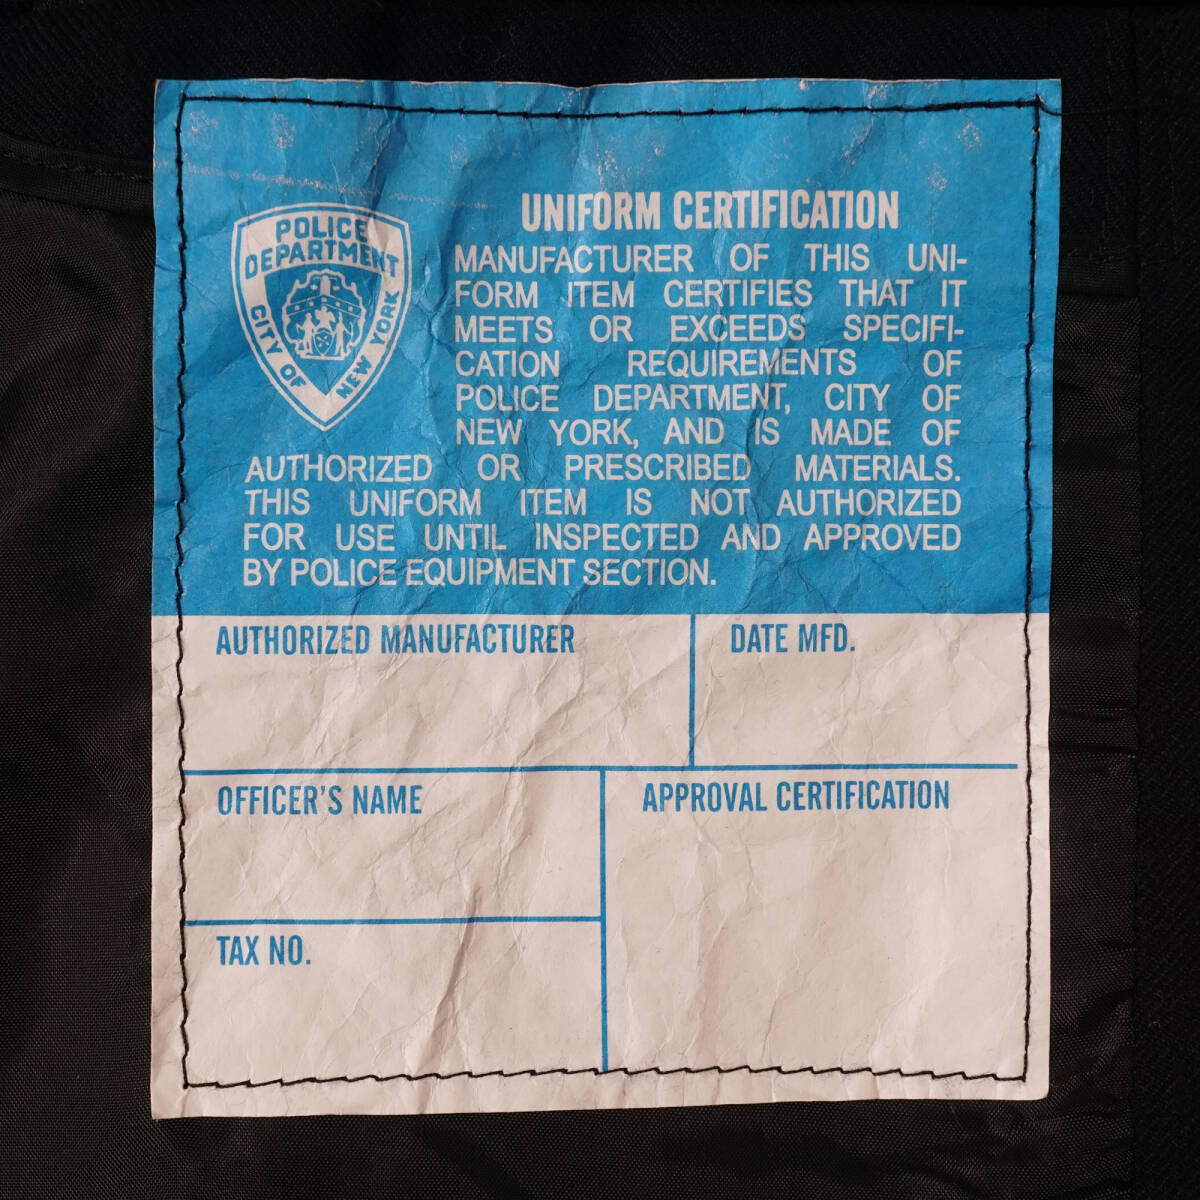 POLICE
DEPARTMENT
CITY OF
NEW YORK
UNIFORM CERTIFICATION
MANUFACTURER OF THIS UNI-
FORM ITEM CERTIFIES THAT IT
MEETS OR EXCEEDS SPECIFI-
CATION REQUIREMENTS OF
POLICE DEPARTMENT, CITY OF
NEW YORK, AND IS MADE OF
AUTHORIZED OR PRESCRIBED MATERIALS.
THIS UNIFORM ITEM IS NOT AUTHORIZED
FOR USE UNTIL INSPECTED AND APPROVED
BY POLICE EQUIPMENT SECTION.
AUTHORIZED MANUFACTURER
DATE MFD.
OFFICER'S NAME
APPROVAL CERTIFICATION
TAX NO.